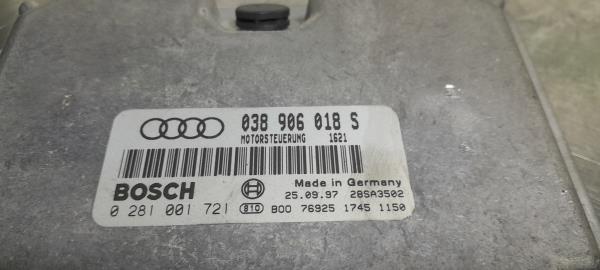 038 906 018 S
MOTORSTEUERUNG 1621
BOSCH
Made in Germany
25.09.97 28SA3502
0 281 001 721 810 B00 76925 1745 1150